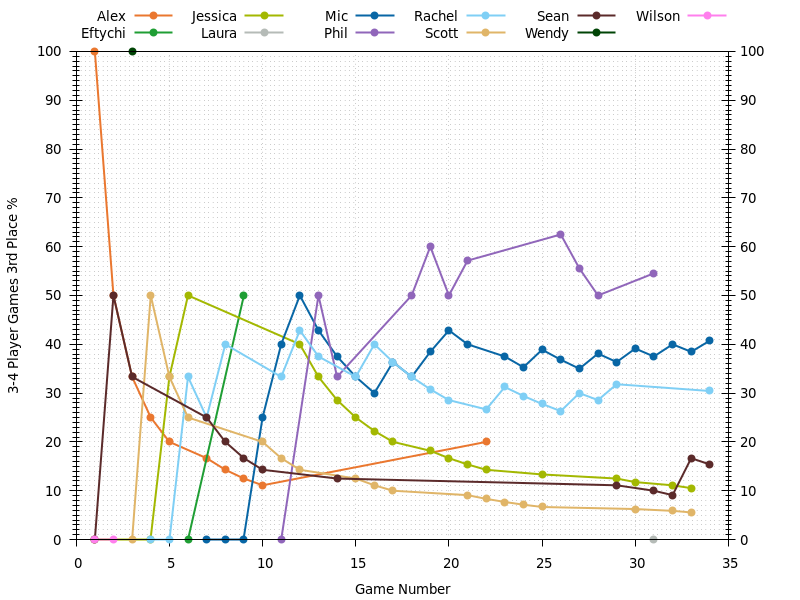 Alex Jessica Mic Rachel Sean Wilson
Eftychi Laura Phil Scott Wendy
100 100
90 90
80 80
70 70
60 60
50 50
40 40
30 30
20 20
10 10
0 0
0 5 10 15 20 25 30 35
3-4 Player Games 3rd Place %
Game Number